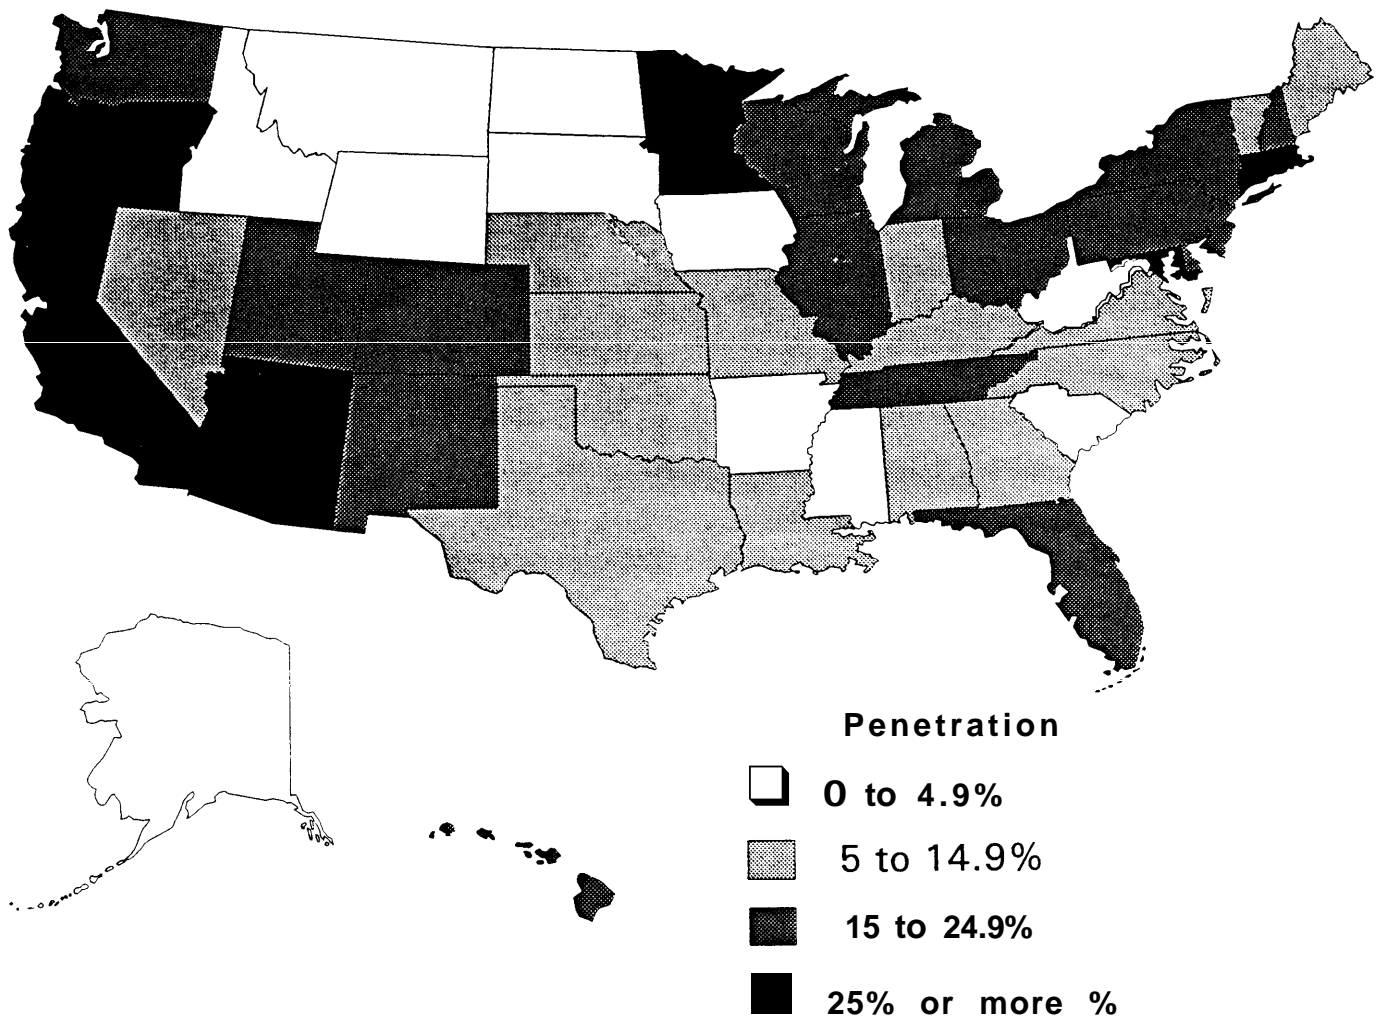 Penetration
0 to 4.9%
5 to 14.9%
15 to 24.9%
25% or more %